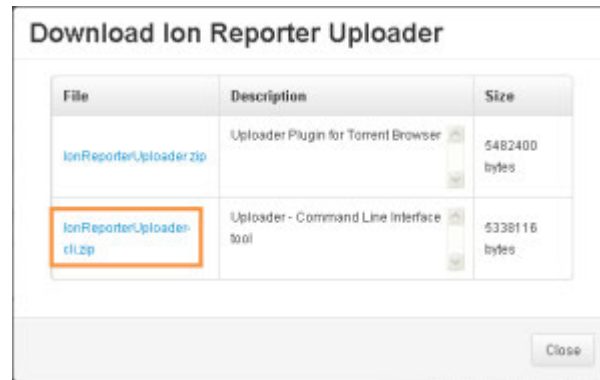 Download Ion Reporter Uploader
File Description Size
IonReporterUploader.zip
Uploader Plugin for Torrent Browser
5482400
bytes
IonReporterUploader-
cli.zip
Uploader - Command Line Interface
tool
5338116
bytes
Close